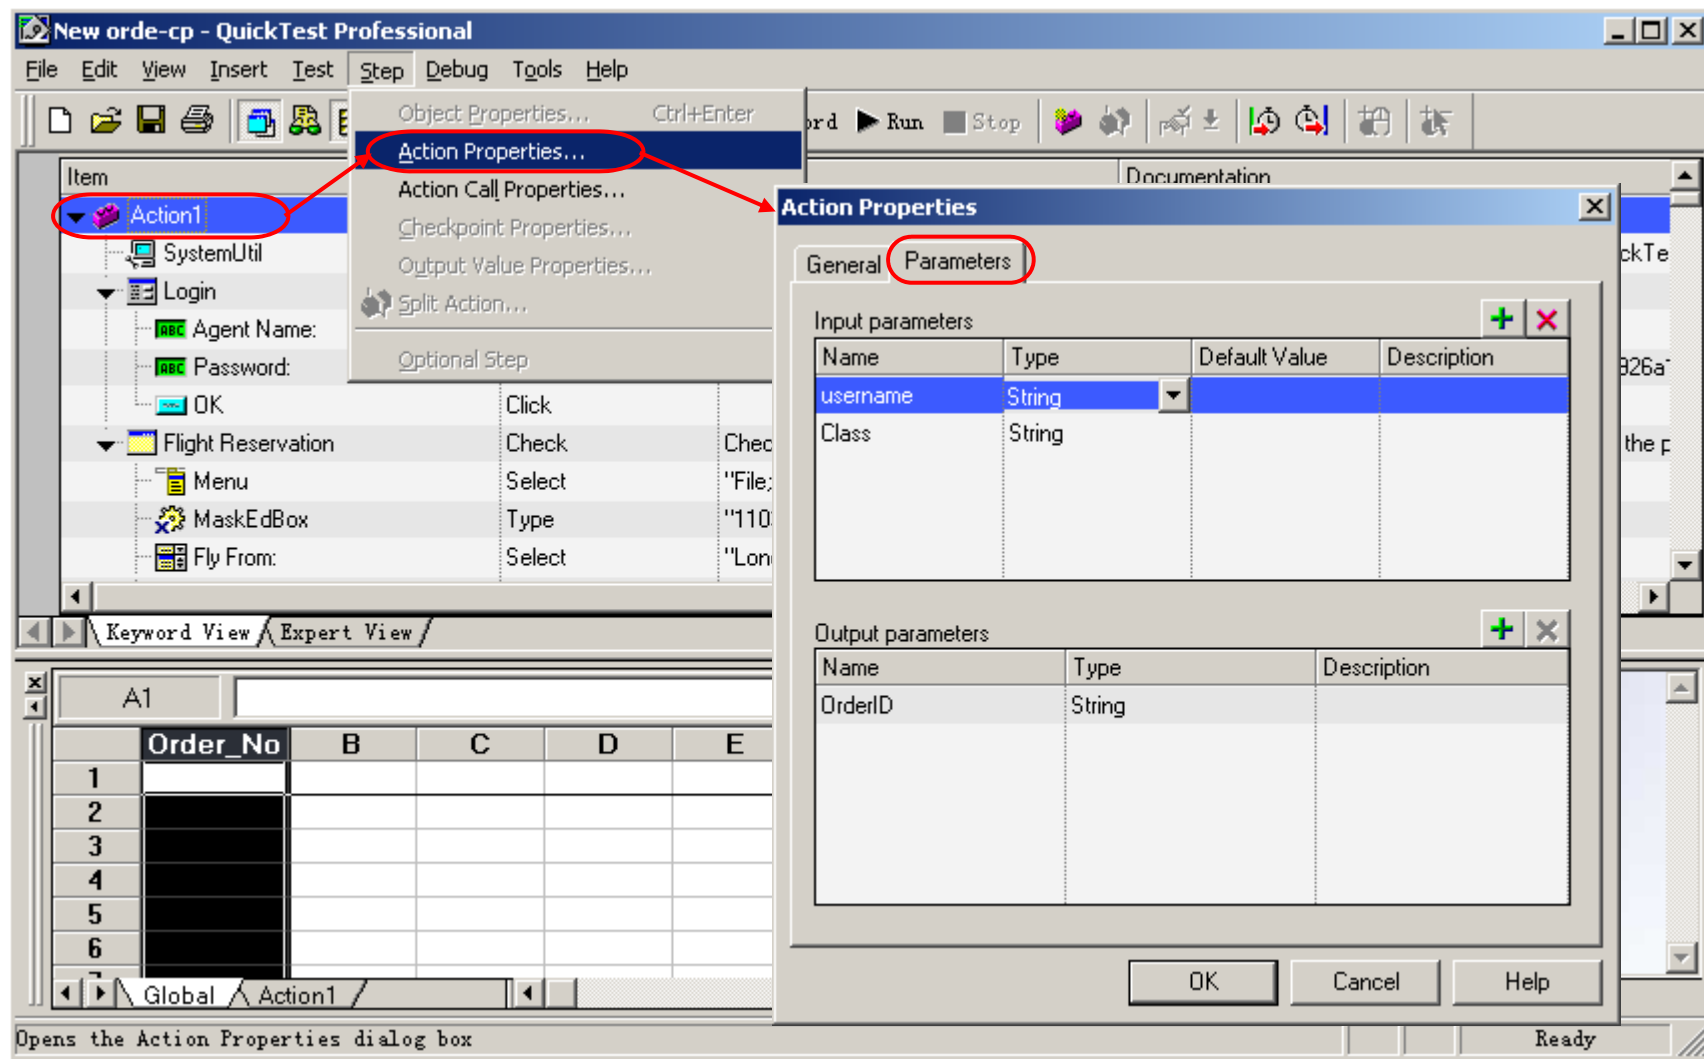 New orde-cp - QuickTest Professional
File Edit View Insert Test Step Debug Tools Help
Object Properties... Ctrl+Enter
Run Stop
Action Properties...
Action Call Properties...
Checkpoint Properties...
Output Value Properties...
Split Action...
Optional Step
Item Documentation
Action1
SystemUtil
Login
ABC Agent Name:
ABC Password:
OK Click
Flight Reservation Check
Menu Select "File;
MaskEdBox Type "110
Fly From: Select "Lon
Keyword View Expert View
A1
Order_No B C D E
1
2
3
4
5
6
Global Action1
Action Properties
General Parameters
Input parameters
Name Type Default Value Description
username String
Class String
Output parameters
Name Type Description
OrderID String
OK Cancel Help
Opens the Action Properties dialog box Ready